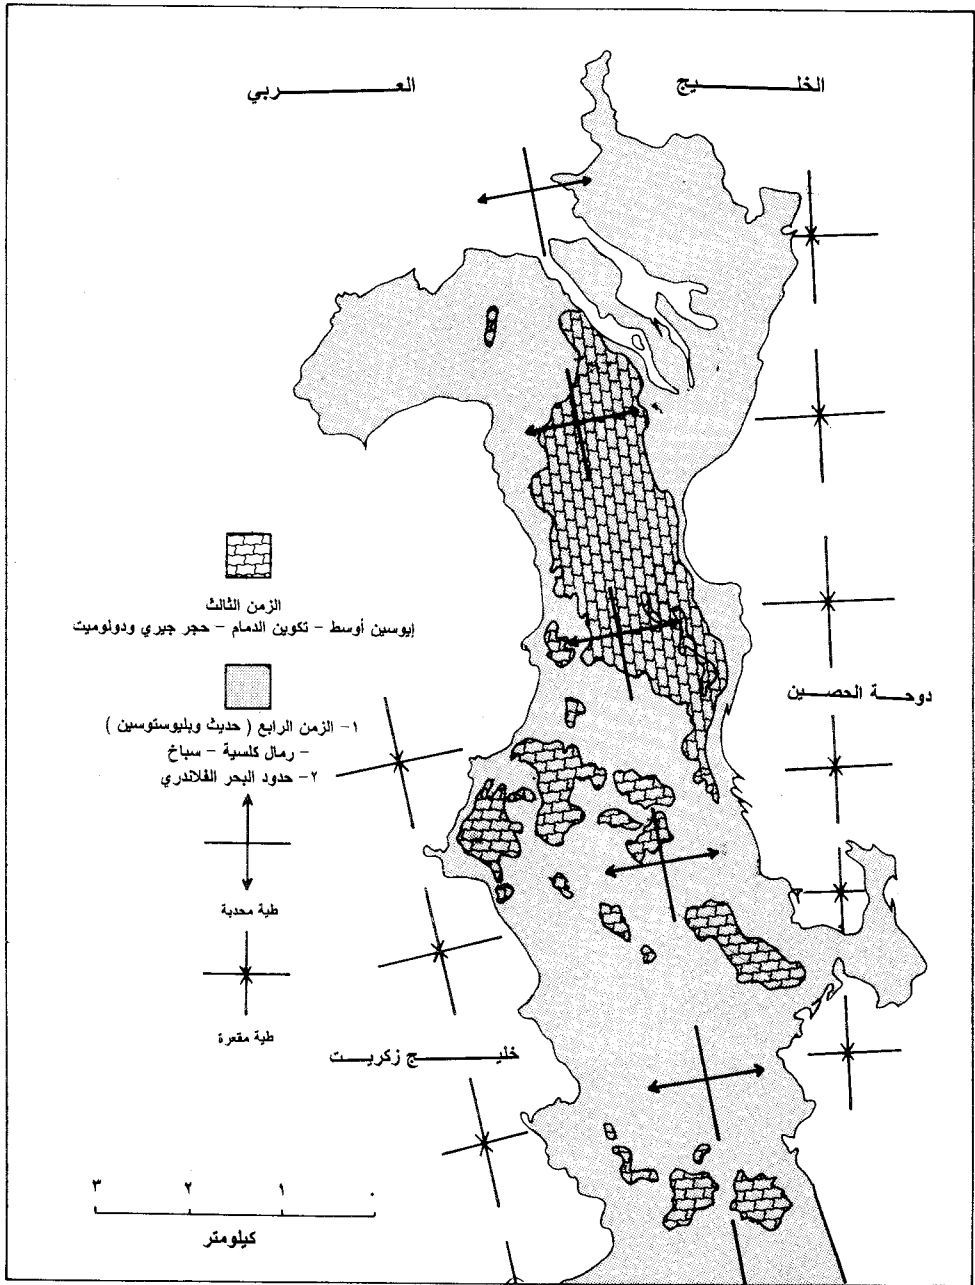 الخليج العربي
الزمن الثالث
إيوسين أوسط - تكوين الدمام - حجر جيري ودولوميت
١- الزمن الرابع ( حديث وبليوستوسين )
- رمال كلسية - سباخ
٢- حدود البحر الفلاندري
طية محدبة
طية مقعرة
دوحة الحصين
خليج زكريت
٣ ٢ ١ ٠
كيلومتر